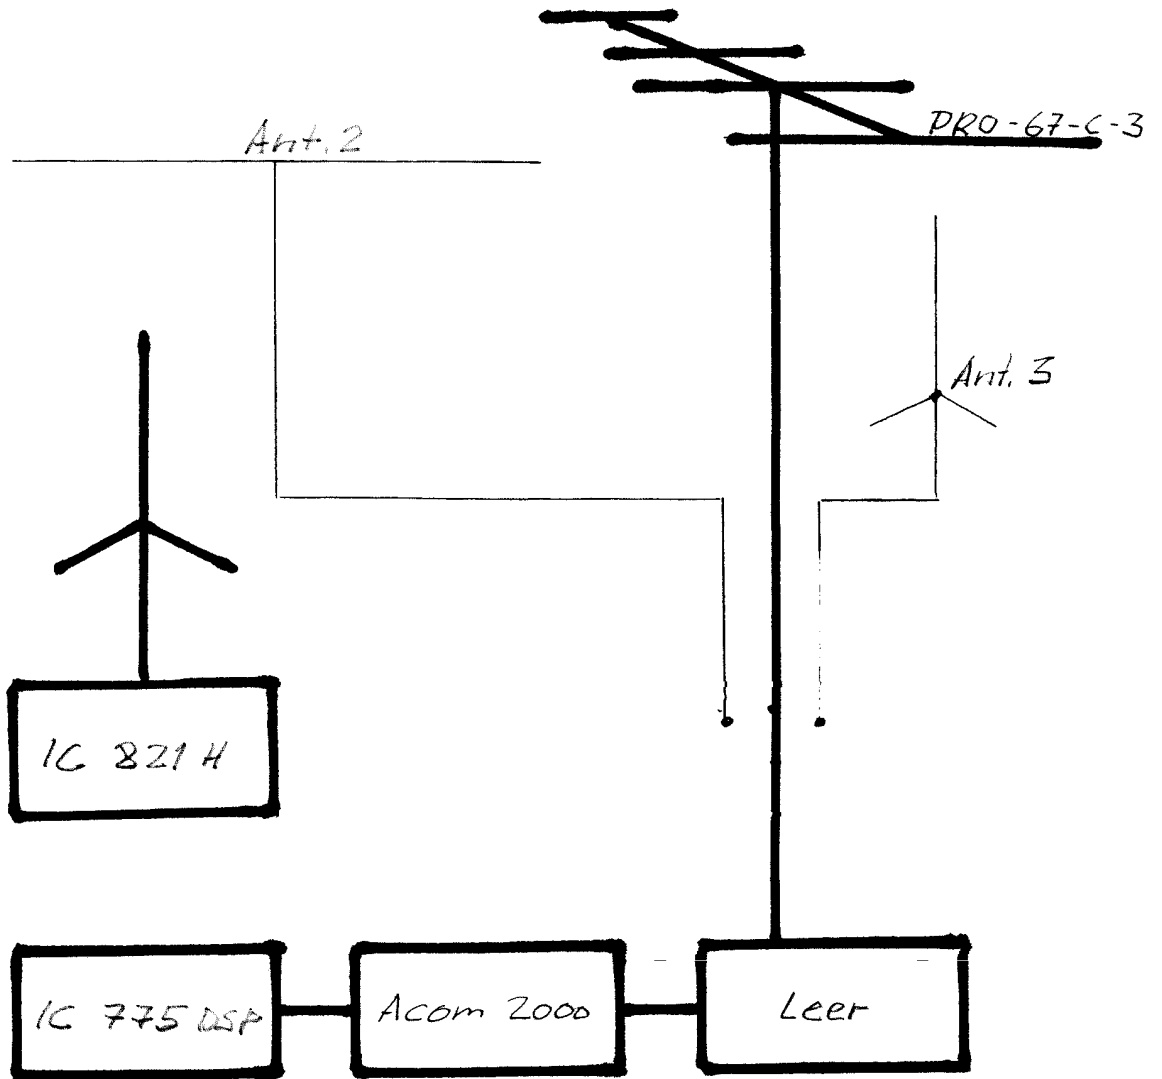 PRO-67-C-3
Ant. 2
Ant. 3
IC 821 H
IC 775 DSP
Acom 2000
Leer